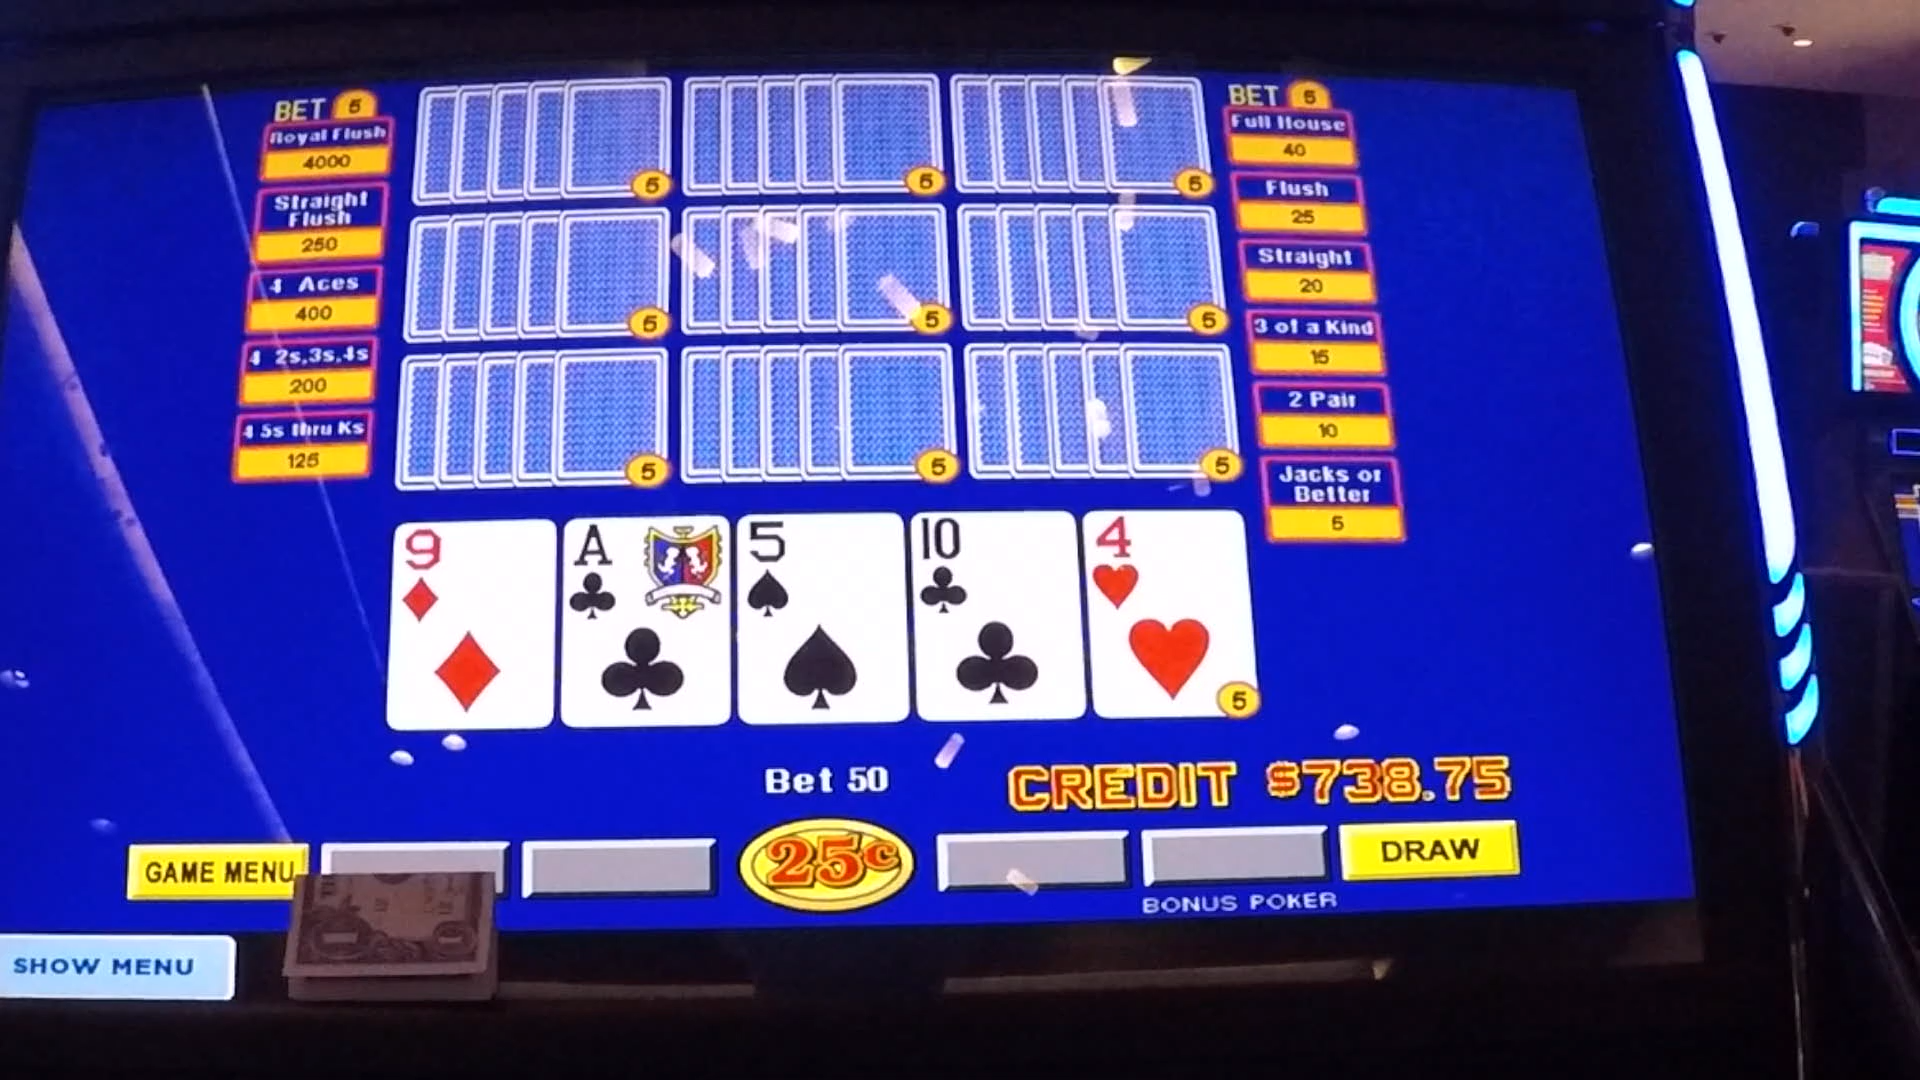 BET 5
Royal Flush
4000
Straight
Flush
250
4 Aces
400
4 2s,3s,4s
200
4 5s thru Ks
125
5 5 5
5 5 5
5 5 5
BET 5
Full House
40
Flush
25
Straight
20
3 of a Kind
15
2 Pair
10
Jacks or
Better
5
9 A 5 10 4
5
Bet 50
CREDIT $738.75
GAME MENU
25¢
DRAW
BONUS POKER
SHOW MENU